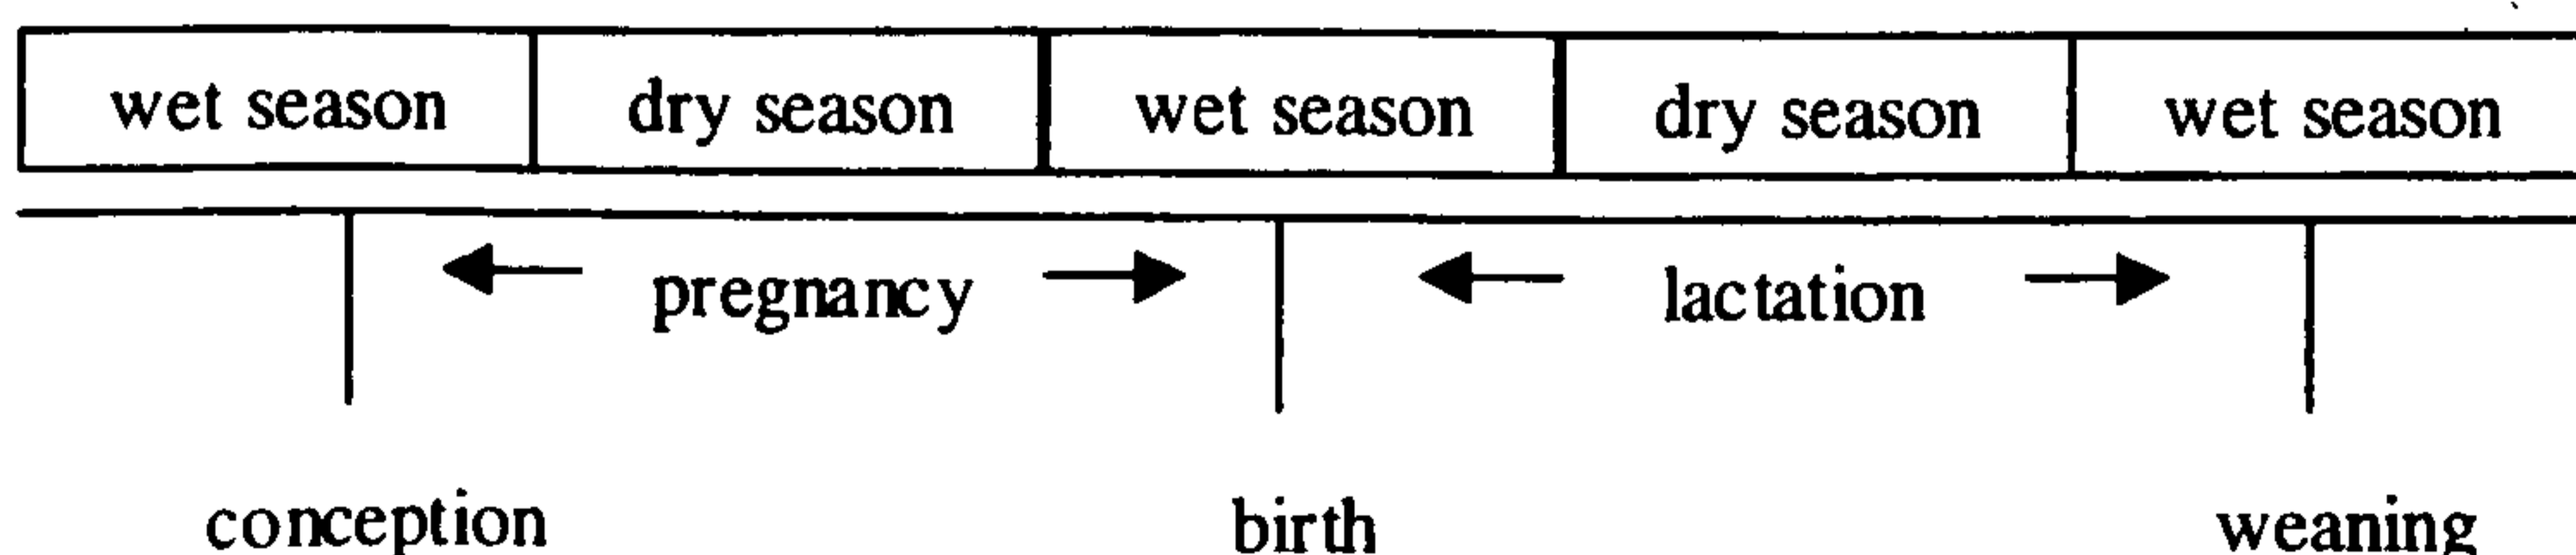 wet season dry season wet season dry season wet season
pregnancy lactation
conception birth weaning